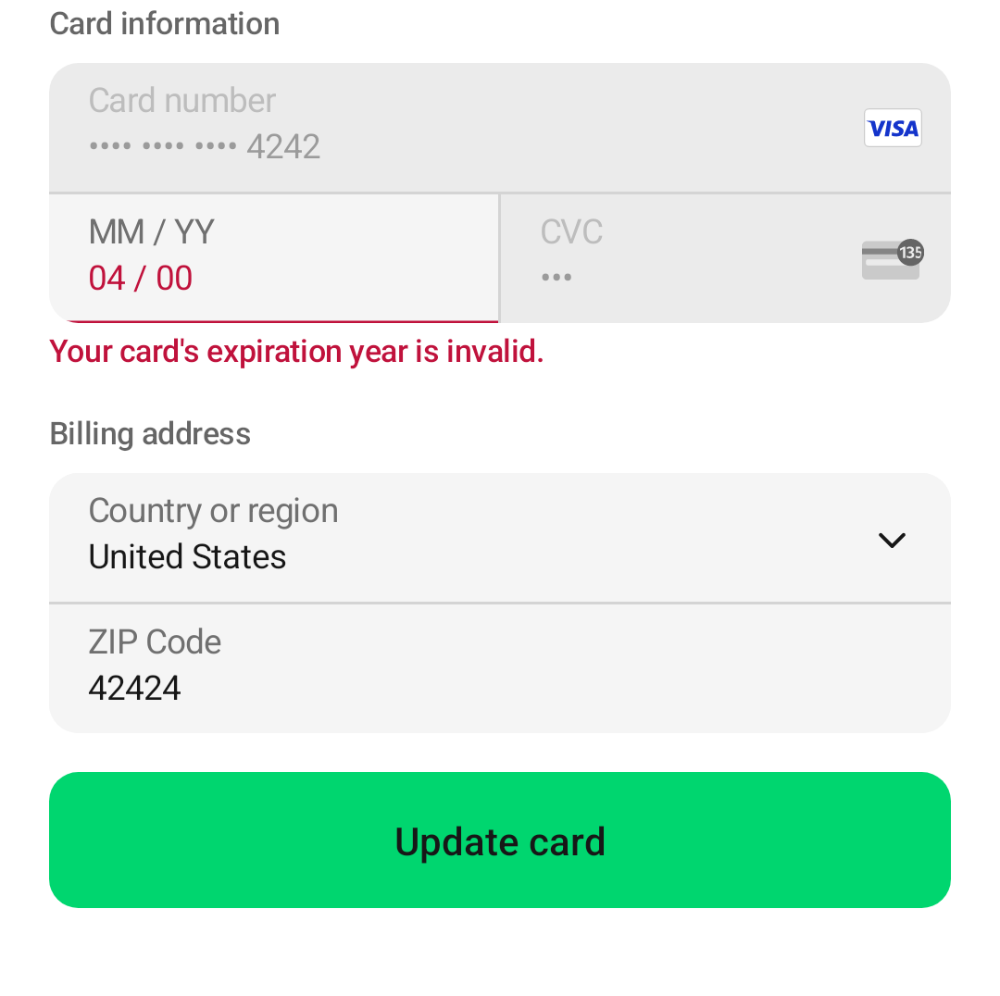 Card information
Card number
•••• •••• •••• 4242
VISA
MM / YY
04 / 00
CVC
•••
135
Your card's expiration year is invalid.
Billing address
Country or region
United States
ZIP Code
42424
Update card